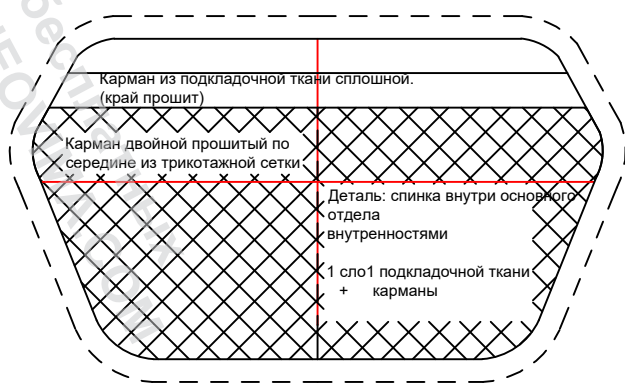 Карман из подкладочной ткани сплошной.
(край прошит)
Карман двойной прошитый по
середине из трикотажной сетки
Деталь: спинка внутри основного
отдела
внутренностями
1 сло1 подкладочной ткани
+ карманы